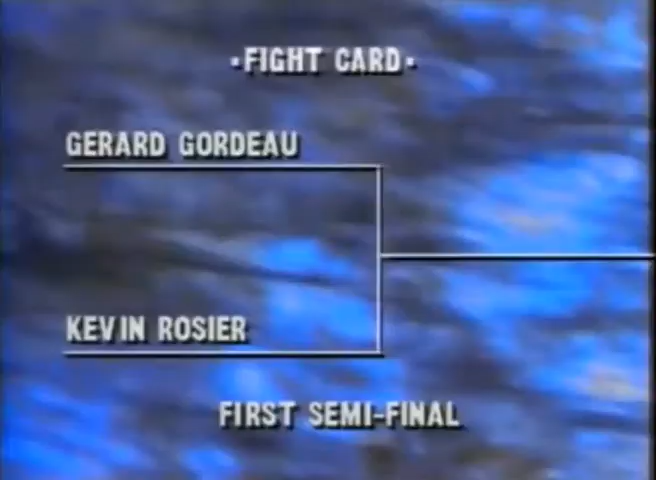 ·FIGHT CARD·
GERARD GORDEAU
KEVIN ROSIER
FIRST SEMI-FINAL